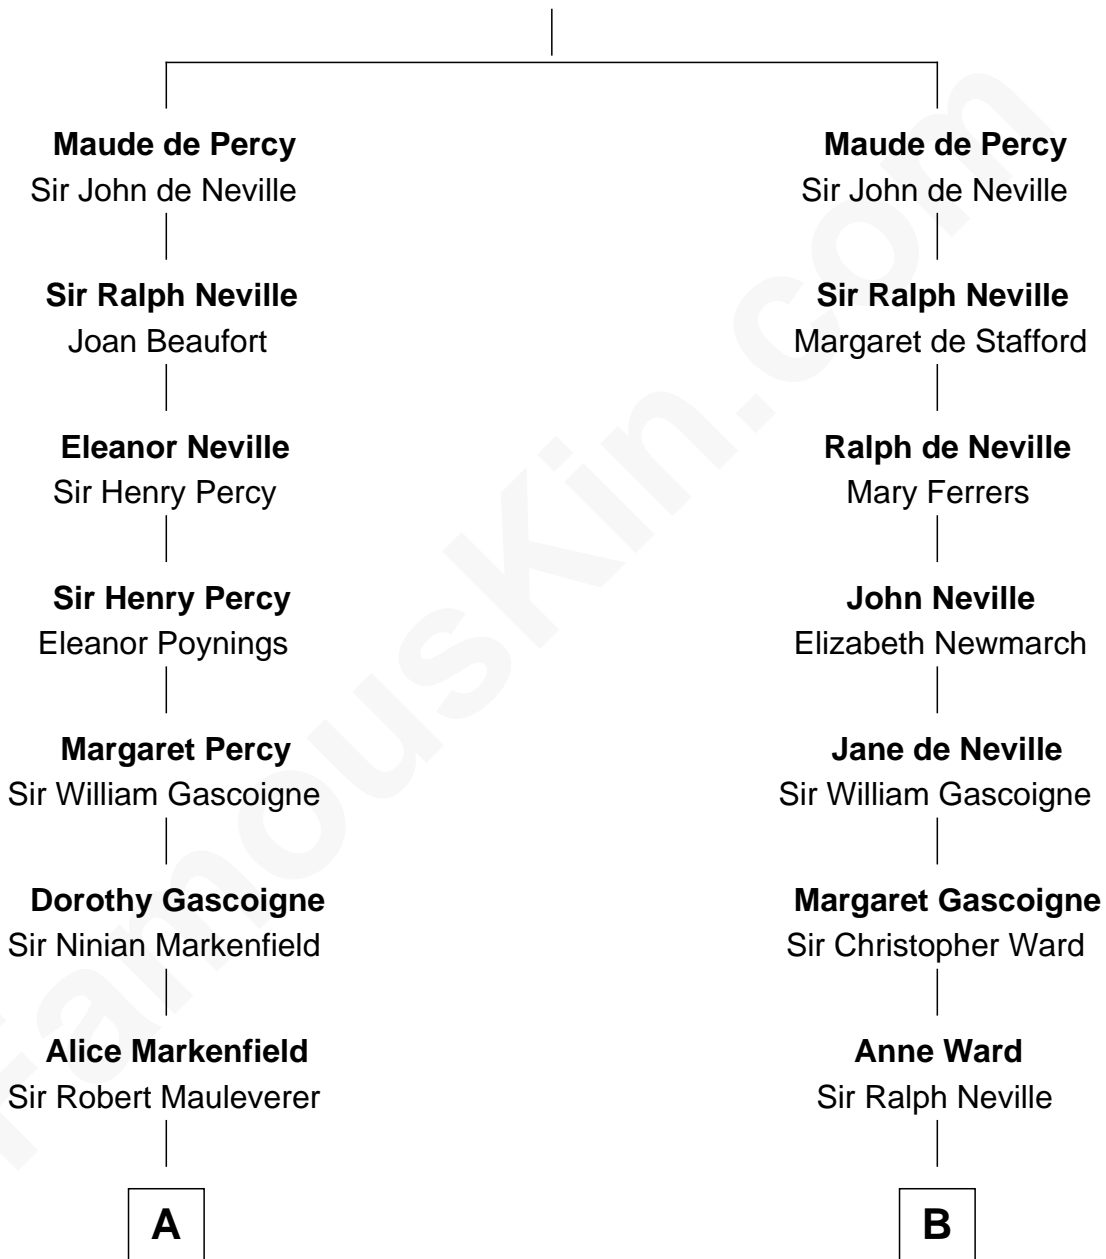 Maude de Percy
Sir John de Neville
Sir Ralph Neville
Joan Beaufort
Eleanor Neville
Sir Henry Percy
Sir Henry Percy
Eleanor Poynings
Margaret Percy
Sir William Gascoigne
Dorothy Gascoigne
Sir Ninian Markenfield
Alice Markenfield
Sir Robert Mauleverer
A
Maude de Percy
Sir John de Neville
Sir Ralph Neville
Margaret de Stafford
Ralph de Neville
Mary Ferrers
John Neville
Elizabeth Newmarch
Jane de Neville
Sir William Gascoigne
Margaret Gascoigne
Sir Christopher Ward
Anne Ward
Sir Ralph Neville
B
FamousKin.com